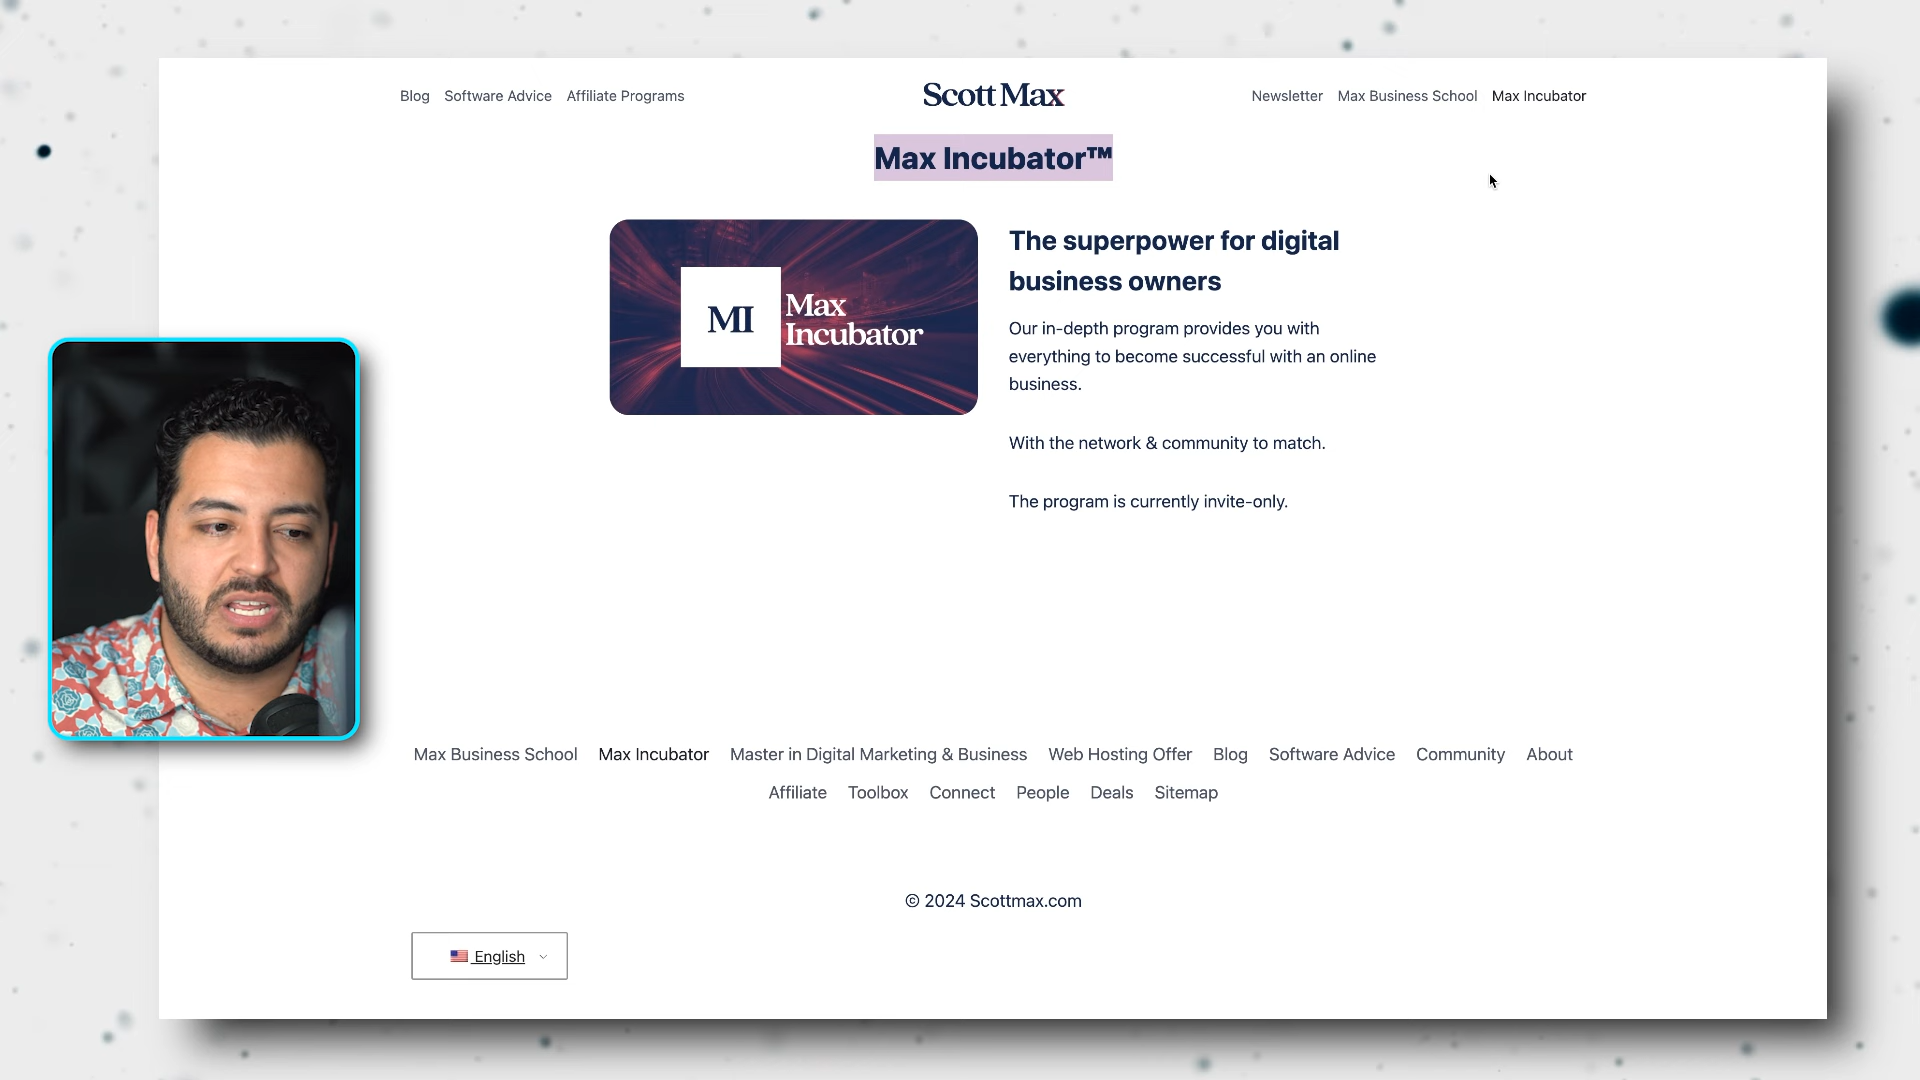 Blog Software Advice Affiliate Programs
Scott Max
Newsletter Max Business School Max Incubator
Max Incubator™
MI
Max
Incubator
The superpower for digital
business owners
Our in-depth program provides you with
everything to become successful with an online
business.
With the network & community to match.
The program is currently invite-only.
Max Business School Max Incubator Master in Digital Marketing & Business Web Hosting Offer Blog Software Advice Community About
Affiliate Toolbox Connect People Deals Sitemap
© 2024 Scottmax.com
English